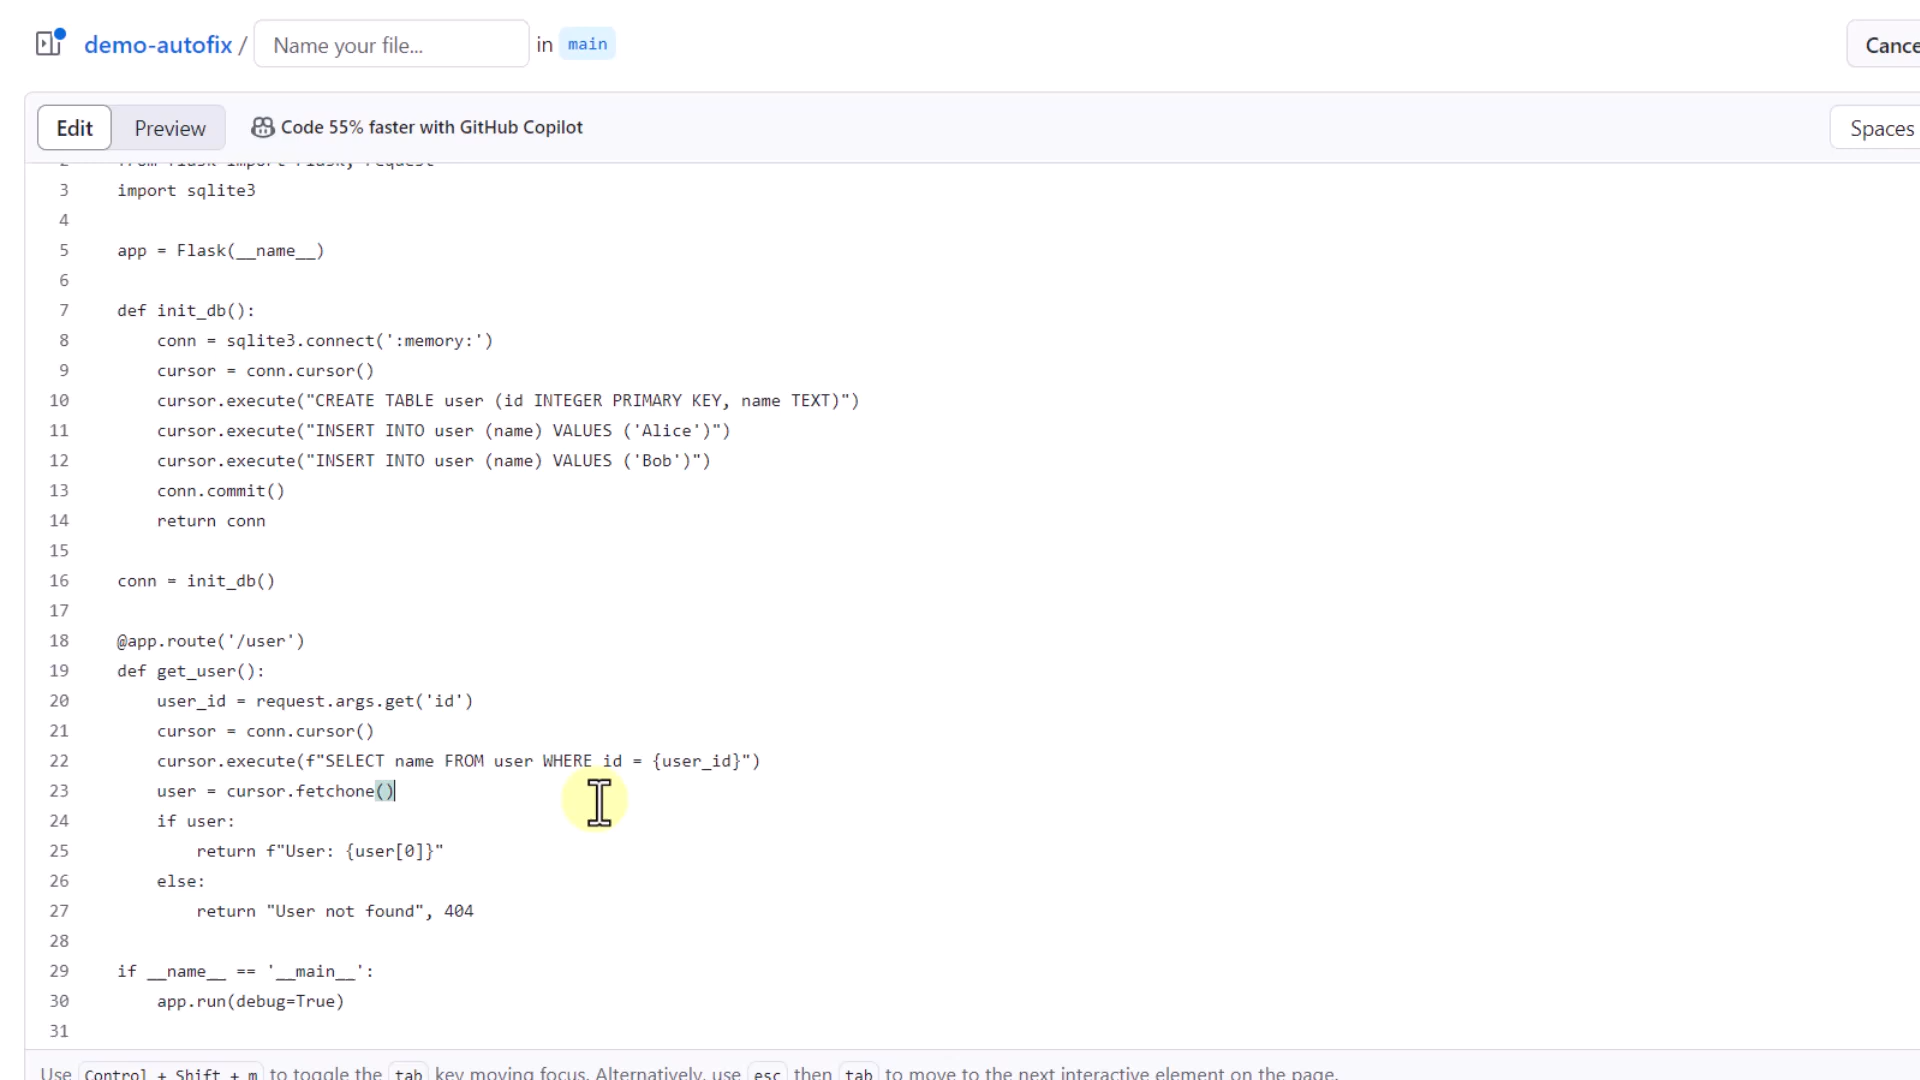 demo-autofix / Name your file... in main
Cance
Edit Preview Code 55% faster with GitHub Copilot Spaces
2 from flask import Flask, request
3 import sqlite3
4
5 app = Flask(__name__)
6
7 def init_db():
8 conn = sqlite3.connect(':memory:')
9 cursor = conn.cursor()
10 cursor.execute("CREATE TABLE user (id INTEGER PRIMARY KEY, name TEXT)")
11 cursor.execute("INSERT INTO user (name) VALUES ('Alice')")
12 cursor.execute("INSERT INTO user (name) VALUES ('Bob')")
13 conn.commit()
14 return conn
15
16 conn = init_db()
17
18 @app.route('/user')
19 def get_user():
20 user_id = request.args.get('id')
21 cursor = conn.cursor()
22 cursor.execute(f"SELECT name FROM user WHERE id = {user_id}")
23 user = cursor.fetchone()
24 if user:
25 return f"User: {user[0]}"
26 else:
27 return "User not found", 404
28
29 if __name__ == '__main__':
30 app.run(debug=True)
31
Use Control + Shift + m to toggle the tab key moving focus. Alternatively, use esc then tab to move to the next interactive element on the page.